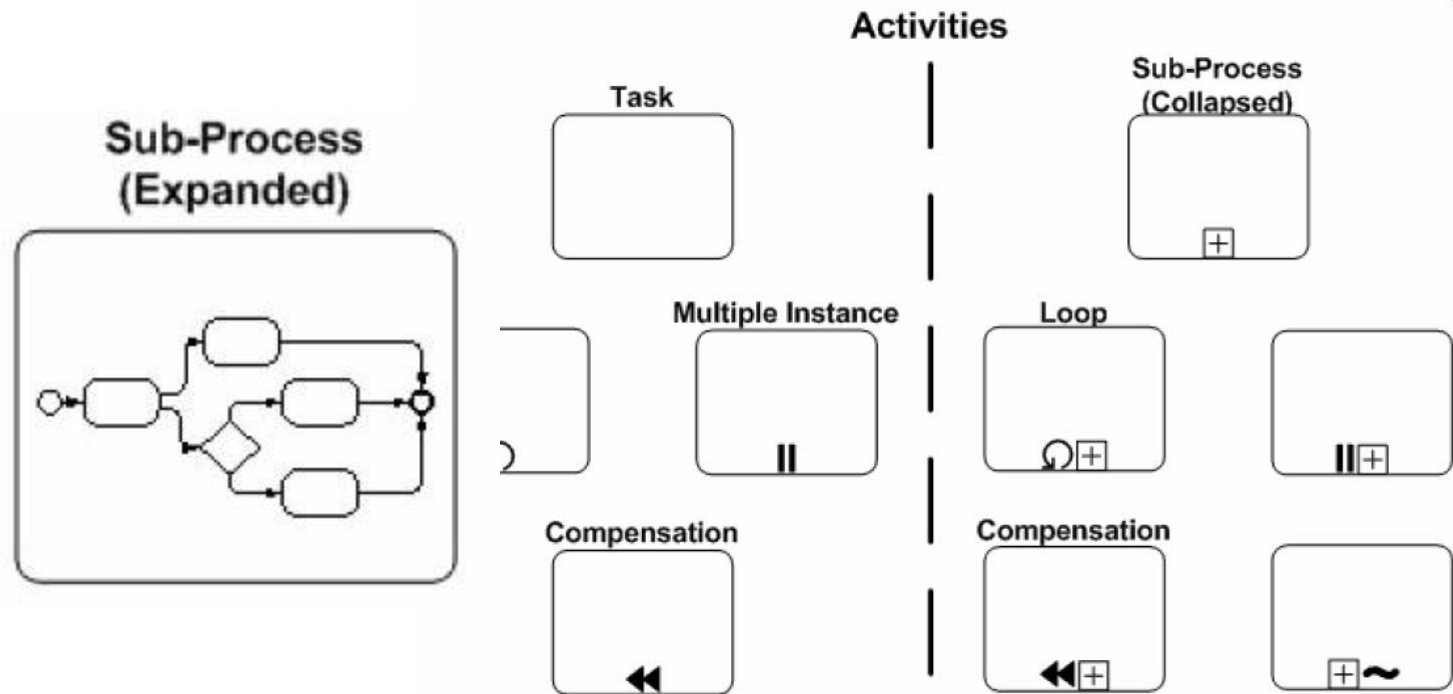 Activities
Sub-Process
(Expanded)
Task
Sub-Process
(Collapsed)
Multiple Instance
Loop
Compensation
Compensation